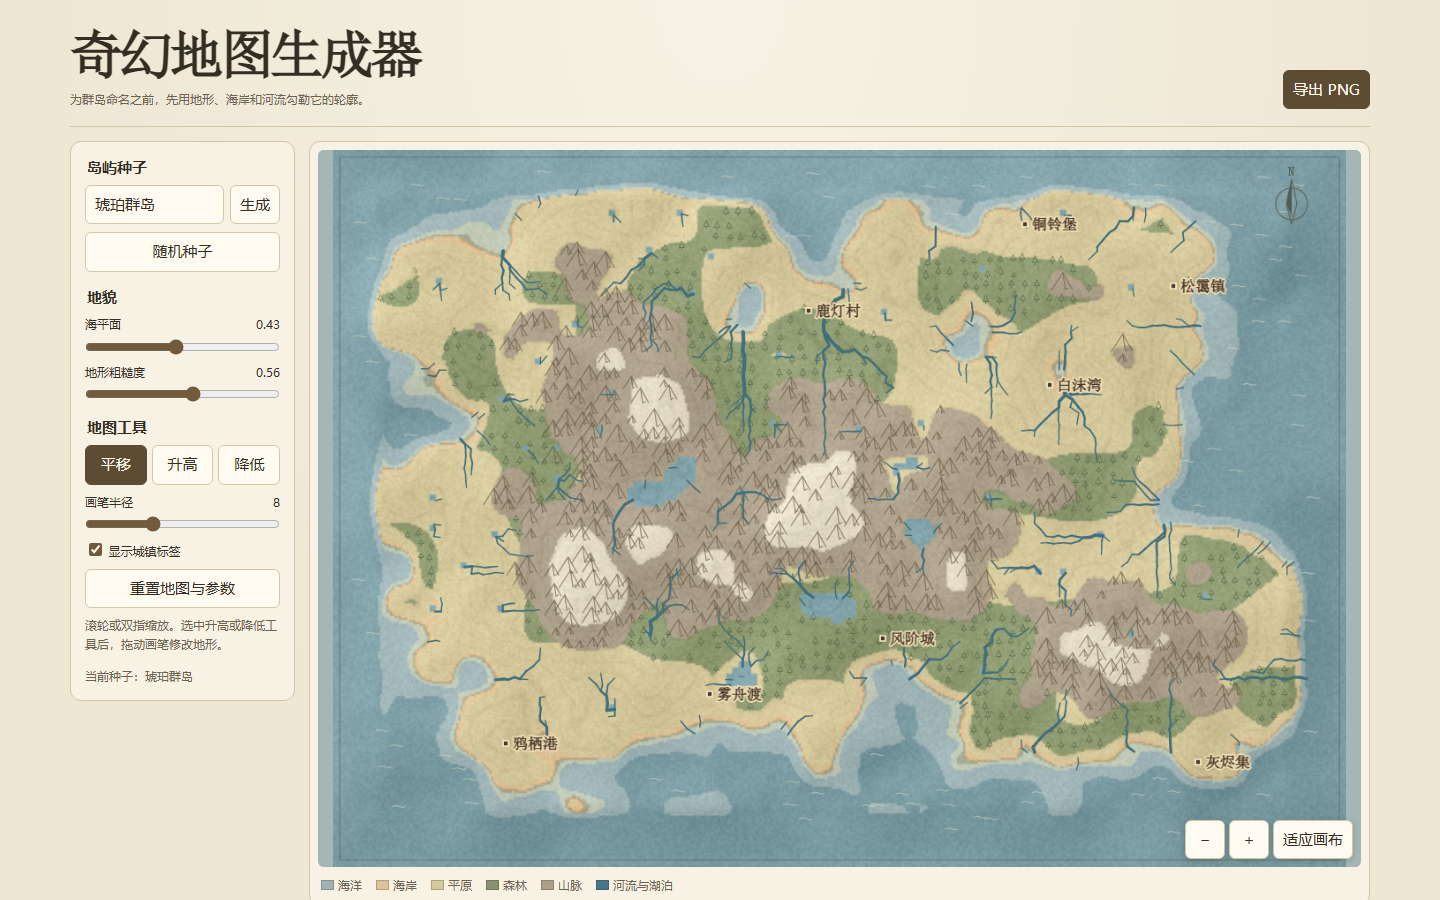 奇幻地图生成器
为群岛命名之前，先用地形、海岸和河流勾勒它的轮廓。
导出 PNG
岛屿种子
琥珀群岛
生成
随机种子
地貌
海平面
0.43
地形粗糙度
0.56
地图工具
平移
升高
降低
画笔半径
8
显示城镇标签
重置地图与参数
滚轮或双指缩放。选中升高或降低工
具后，拖动画笔修改地形。
当前种子：琥珀群岛
N
铜铃堡
松霭镇
鹿灯村
白沫湾
风阶城
雾舟渡
鸦栖港
灰烬集
−
+
适应画布
海洋
海岸
平原
森林
山脉
河流与湖泊